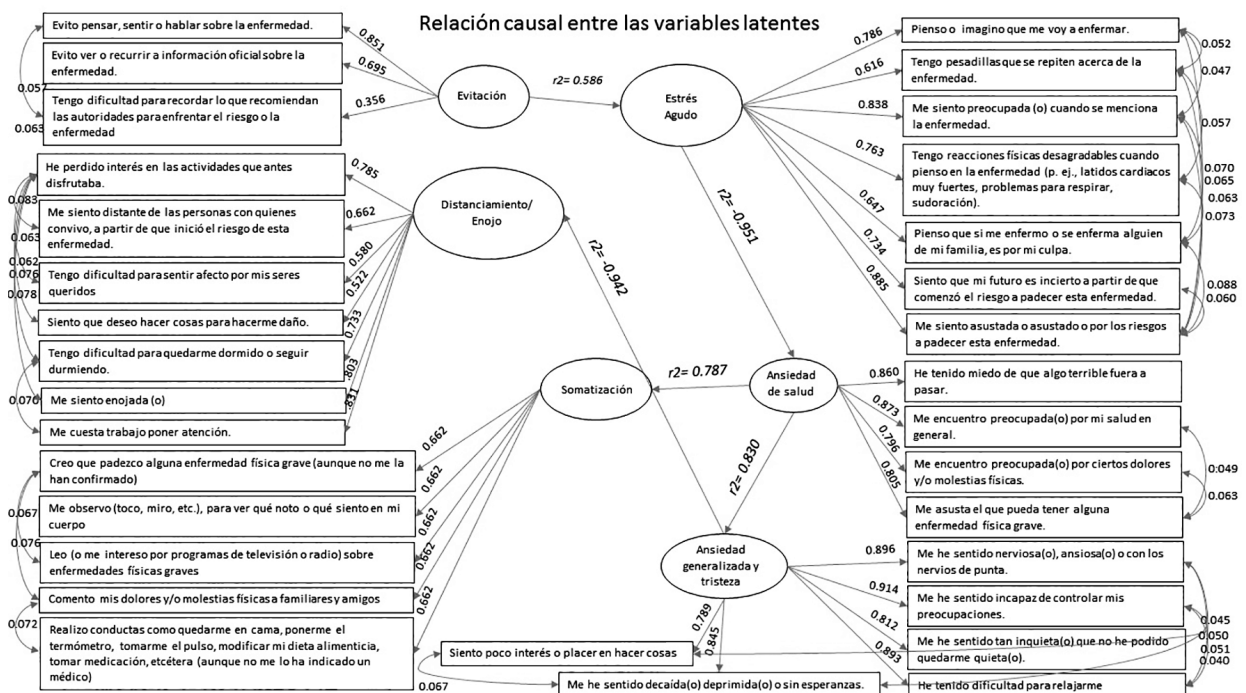 Relación causal entre las variables latentes
Evito pensar, sentir o hablar sobre la enfermedad.
Evito ver o recurrir a información oficial sobre la
enfermedad.
Tengo dificultad para recordar lo que recomiendan
las autoridades para enfrentar el riesgo o la
enfermedad
0.057
0.063
0.851
0.695
0.356
Evitación
r2= 0.586
Estrés
Agudo
0.786
0.616
0.838
0.763
0.647
0.734
0.885
Pienso o imagino que me voy a enfermar.
Tengo pesadillas que se repiten acerca de la
enfermedad.
Me siento preocupada (o) cuando se menciona
la enfermedad.
Tengo reacciones físicas desagradables cuando
pienso en la enfermedad (p. ej., latidos cardíacos
muy fuertes, problemas para respirar,
sudoración).
Pienso que si me enfermo o se enferma alguien
de mi familia, es por mi culpa.
Siento que mi futuro es incierto a partir de que
comenzó el riesgo a padecer esta enfermedad.
Me siento asustada o asustado o por los riesgos
a padecer esta enfermedad.
0.052
0.047
0.057
0.070
0.065
0.063
0.073
0.088
0.060
He perdido interés en las actividades que antes
disfrutaba.
Me siento distante de las personas con quienes
convivo, a partir de que inició el riesgo de esta
enfermedad.
Tengo dificultad para sentir afecto por mis seres
queridos
Siento que deseo hacer cosas para hacerme daño.
Tengo dificultad para quedarme dormido o seguir
durmiendo.
Me siento enojada (o)
Me cuesta trabajo poner atención.
0.083
0.063
0.062
0.076
0.078
0.070
0.785
0.662
0.580
0.522
0.733
.803
.831
Distanciamiento/
Enojo
r2= -0.942
r2= -0.951
Somatización
r2= 0.787
Ansiedad
de salud
r2= 0.830
0.860
0.873
0.796
0.805
He tenido miedo de que algo terrible fuera a
pasar.
Me encuentro preocupada(o) por mi salud en
general.
Me encuentro preocupada(o) por ciertos dolores
y/o molestias físicas.
Me asusta el que pueda tener alguna
enfermedad física grave.
0.049
0.063
Creo que padezco alguna enfermedad física grave (aunque no me la
han confirmado)
Me observo (toco, miro, etc.), para ver qué noto o qué siento en mi
cuerpo
Leo (o me intereso por programas de televisión o radio) sobre
enfermedades físicas graves
Comento mis dolores y/o molestias físicas a familiares y amigos
Realizo conductas como quedarme en cama, ponerme el
termómetro, tomarme el pulso, modificar mi dieta alimenticia,
tomar medicación, etcétera (aunque no me lo ha indicado un
médico)
0.067
0.076
0.072
0.662
0.662
0.662
0.662
0.662
Ansiedad
generalizada y
tristeza
0.896
0.914
0.812
0.893
0.789
0.845
Me he sentido nerviosa(o), ansiosa(o) o con los
nervios de punta.
Me he sentido incapaz de controlar mis
preocupaciones.
Me he sentido tan inquieta(o) que no he podido
quedarme quieta(o).
He tenido dificultad para relajarme
0.045
0.050
0.051
0.040
Siento poco interés o placer en hacer cosas
Me he sentido decaída(o) deprimida(o) o sin esperanzas.
0.067